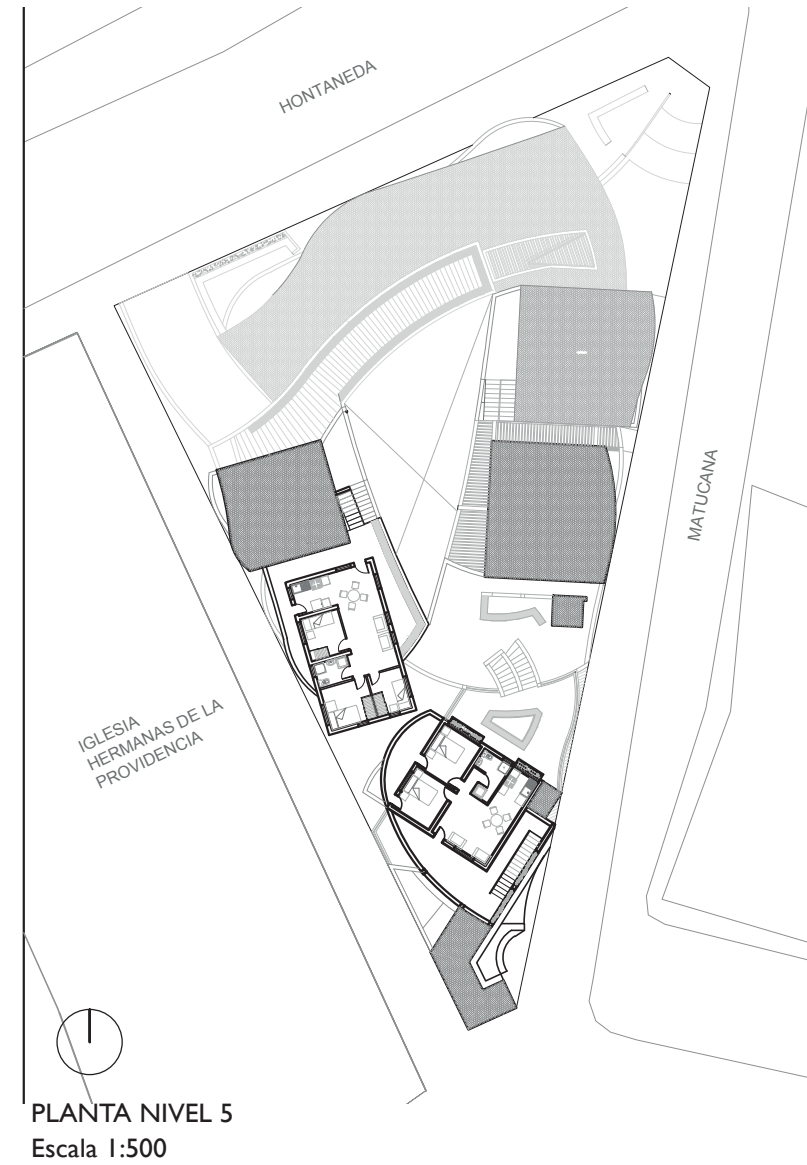 HONTANEDA
MATUCANA
IGLESIA
HERMANAS DE LA
PROVIDENCIA
PLANTA NIVEL 5
Escala 1:500